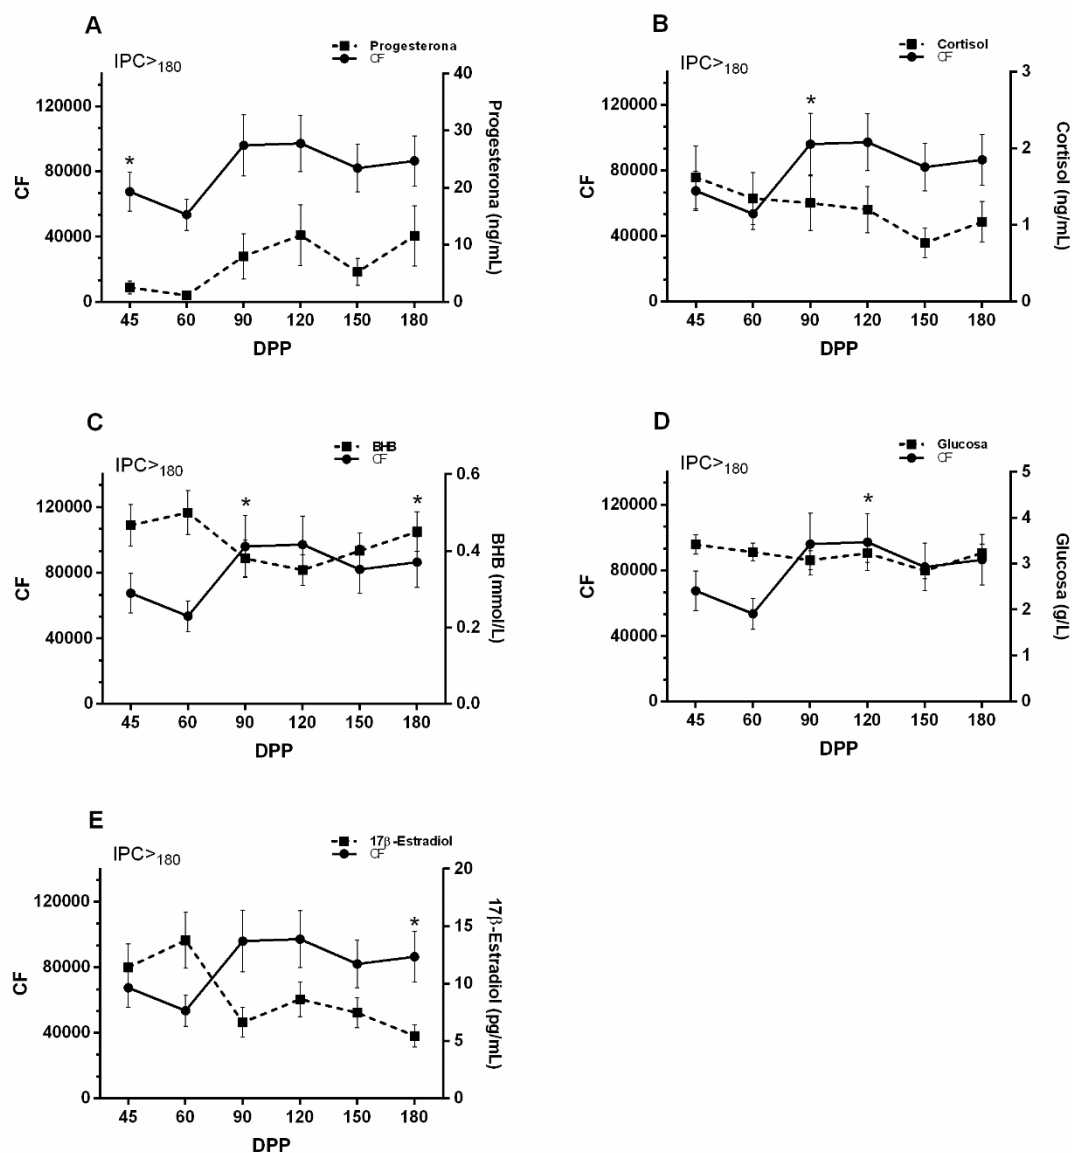 A
Progesterona
CF
IPC>180
120000
80000
40000
0
CF
40
30
20
10
0
Progesterona (ng/mL)
*
45 60 90 120 150 180
DPP
B
Cortisol
CF
IPC>180
120000
80000
40000
0
CF
3
2
1
0
Cortisol (ng/mL)
*
45 60 90 120 150 180
DPP
C
BHB
CF
IPC>180
120000
80000
40000
0
CF
0.6
0.4
0.2
0.0
BHB (mmol/L)
* *
45 60 90 120 150 180
DPP
D
Glucosa
CF
IPC>180
120000
80000
40000
0
CF
5
4
3
2
1
0
Glucosa (g/L)
*
45 60 90 120 150 180
DPP
E
17β-Estradiol
CF
IPC>180
120000
80000
40000
0
CF
20
15
10
5
0
17β-Estradiol (pg/mL)
*
45 60 90 120 150 180
DPP